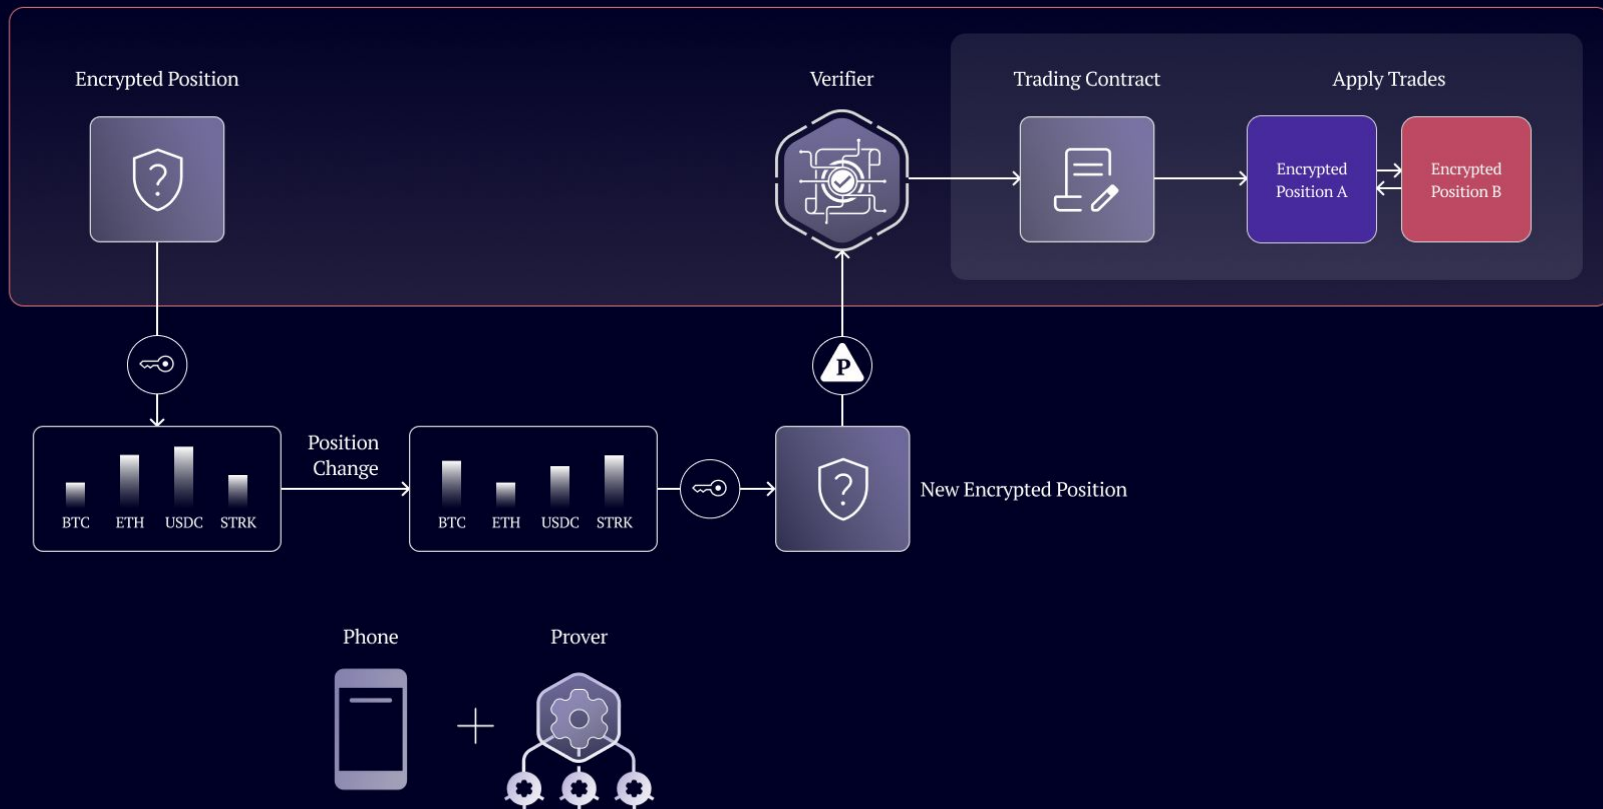 Encrypted Position
Verifier
Trading Contract
Apply Trades
Encrypted
Position A
Encrypted
Position B
P
BTC
ETH
USDC
STRK
Position
Change
BTC
ETH
USDC
STRK
New Encrypted Position
Phone
Prover